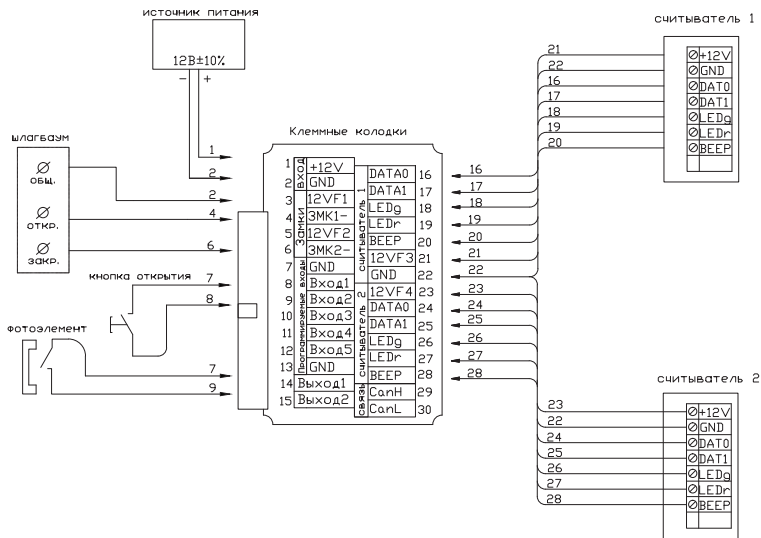 источник питания
12В±10%
− +
считыватель 1
21 +12V
22 GND
16 DAT0
17 DAT1
18 LEDg
19 LEDr
20 BEEP
шлагбаум
общ.
откр.
закр.
1
2
2
4
6
кнопка открытия
7
8
фотоэлемент
7
9
Клеммные колодки
вход
1 +12V
2 GND
Замки
3 12VF1
4 ЗМК1-
5 12VF2
6 ЗМК2-
Программируемые входы
7 GND
8 Вход1
9 Вход2
10 Вход3
11 Вход4
12 Вход5
13 GND
14 Выход1
15 Выход2
считыватель 1
DATA0 16
DATA1 17
LEDg 18
LEDr 19
BEEP 20
12VF3 21
GND 22
считыватель 2
12VF4 23
DATA0 24
DATA1 25
LEDg 26
LEDr 27
BEEP 28
связь
CanH 29
CanL 30
16
17
18
19
20
21
22
23
24
25
26
27
28
считыватель 2
23 +12V
22 GND
24 DAT0
25 DAT1
26 LEDg
27 LEDr
28 BEEP